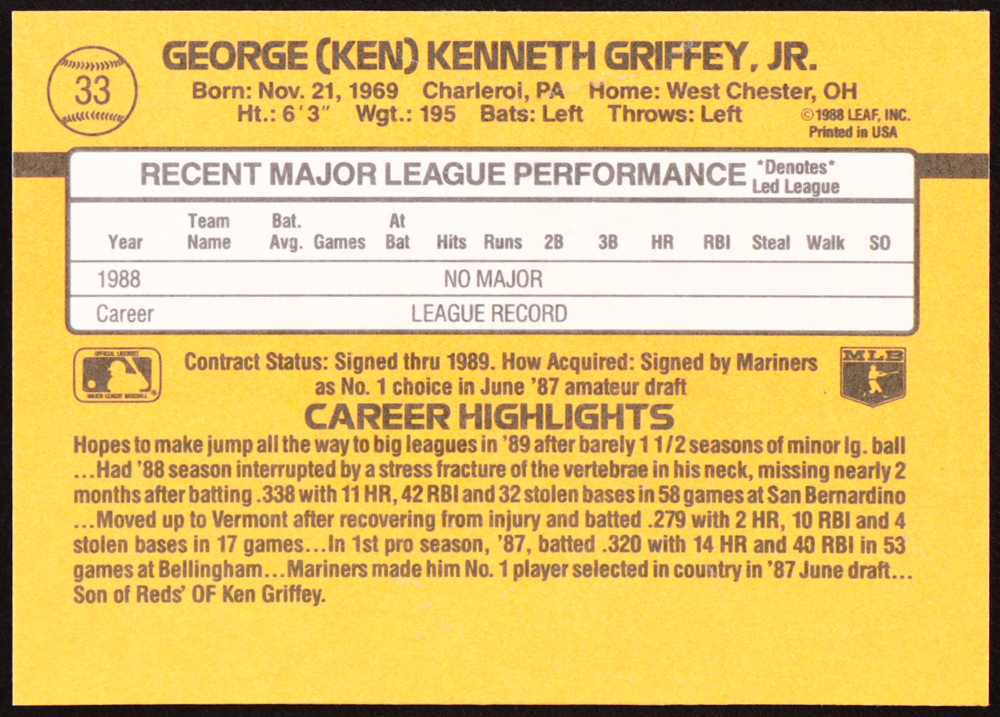 33
GEORGE (KEN) KENNETH GRIFFEY, JR.
Born: Nov. 21, 1969 Charleroi, PA Home: West Chester, OH
Ht.: 6'3" Wgt.: 195 Bats: Left Throws: Left
©1988 LEAF, INC.
Printed in USA
RECENT MAJOR LEAGUE PERFORMANCE *Denotes*
Led League
Team Bat. At
Year Name Avg. Games Bat Hits Runs 2B 3B HR RBI Steal Walk SO
1988 NO MAJOR
Career LEAGUE RECORD
OFFICIAL LICENSEE
MAJOR LEAGUE BASEBALL
®
Contract Status: Signed thru 1989. How Acquired: Signed by Mariners
as No. 1 choice in June '87 amateur draft
MLB
CAREER HIGHLIGHTS
Hopes to make jump all the way to big leagues in '89 after barely 1 1/2 seasons of minor lg. ball
...Had '88 season interrupted by a stress fracture of the vertebrae in his neck, missing nearly 2
months after batting .338 with 11 HR, 42 RBI and 32 stolen bases in 58 games at San Bernardino
...Moved up to Vermont after recovering from injury and batted .279 with 2 HR, 10 RBI and 4
stolen bases in 17 games...In 1st pro season, '87, batted .320 with 14 HR and 40 RBI in 53
games at Bellingham...Mariners made him No. 1 player selected in country in '87 June draft...
Son of Reds' OF Ken Griffey.